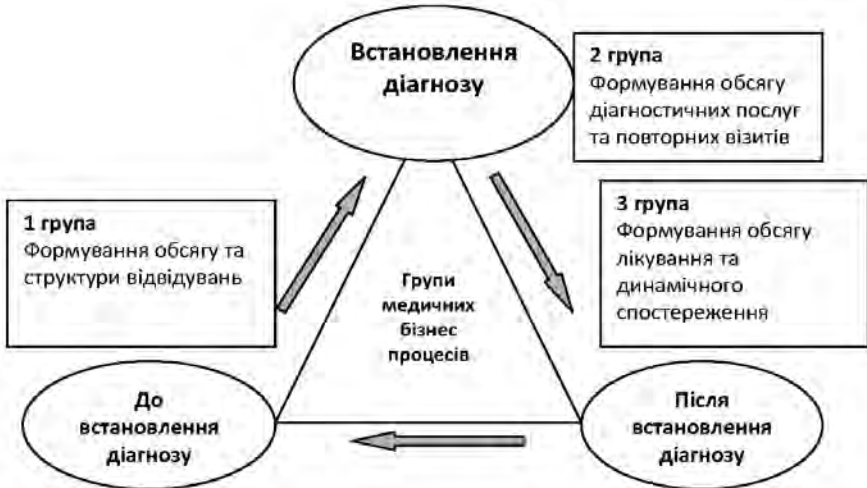 Встановлення
діагнозу
2 група
Формування обсягу
діагностичних послуг
та повторних візитів
1 група
Формування обсягу та
структури відвідувань
3 група
Формування обсягу
лікування та
динамічного
спостереження
Групи
медичних
бізнес
процесів
До
встановлення
діагнозу
Після
встановлення
діагнозу